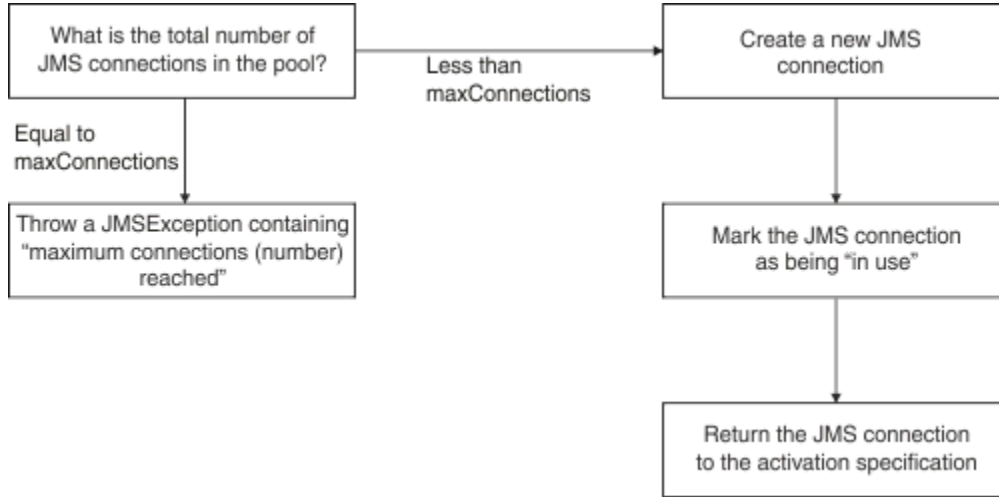 What is the total number of
JMS connections in the pool?
Less than
maxConnections
Create a new JMS
connection
Equal to
maxConnections
Throw a JMSException containing
“maximum connections (number)
reached”
Mark the JMS connection
as being “in use”
Return the JMS connection
to the activation specification